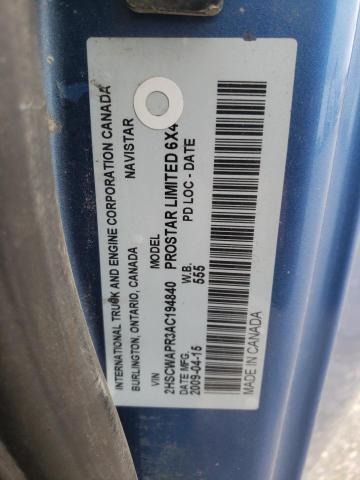 INTERNATIONAL TRUCK AND ENGINE CORPORATION CANADA
BURLINGTON, ONTARIO, CANADA NAVISTAR
VIN MODEL
2HSCWAPR3AC194840 PROSTAR LIMITED 6X4
DATE MFG. W.B. PD LOC - DATE
2009-04-15 555
MADE IN CANADA